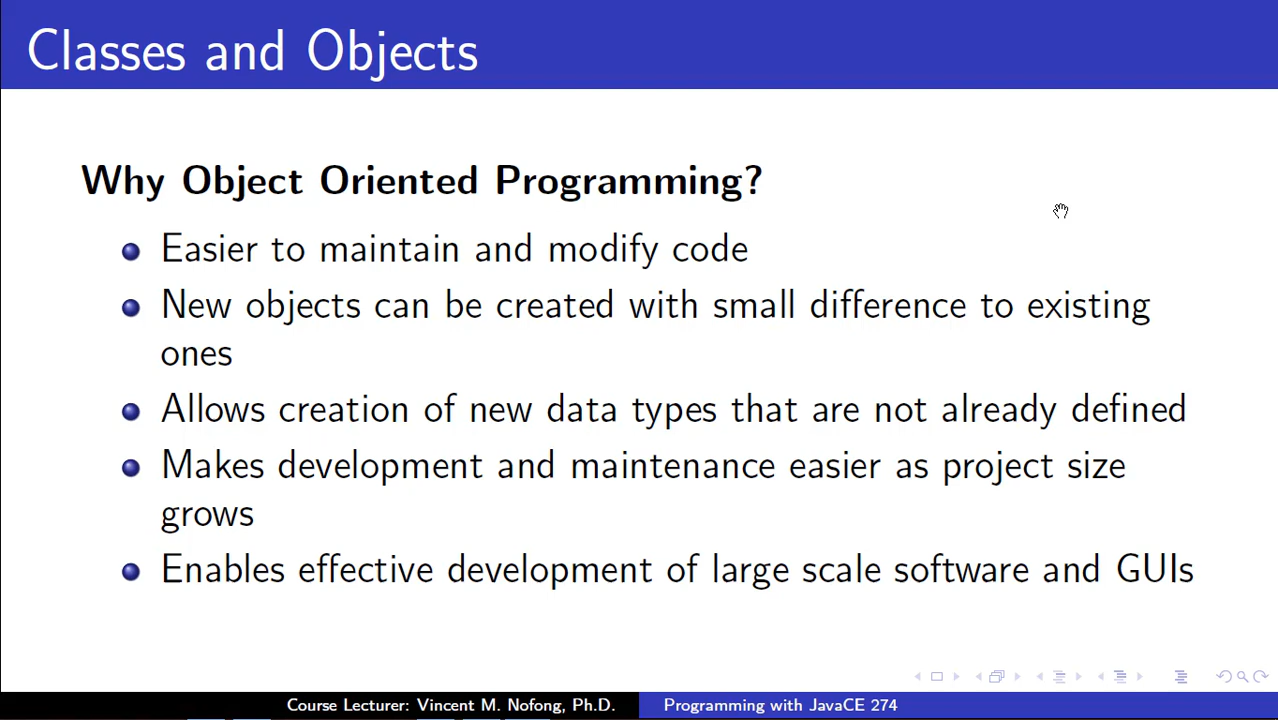 Classes and Objects
Why Object Oriented Programming?
Easier to maintain and modify code
New objects can be created with small difference to existing
ones
Allows creation of new data types that are not already defined
Makes development and maintenance easier as project size
grows
Enables effective development of large scale software and GUIs
Course Lecturer: Vincent M. Nofong, Ph.D.
Programming with JavaCE 274